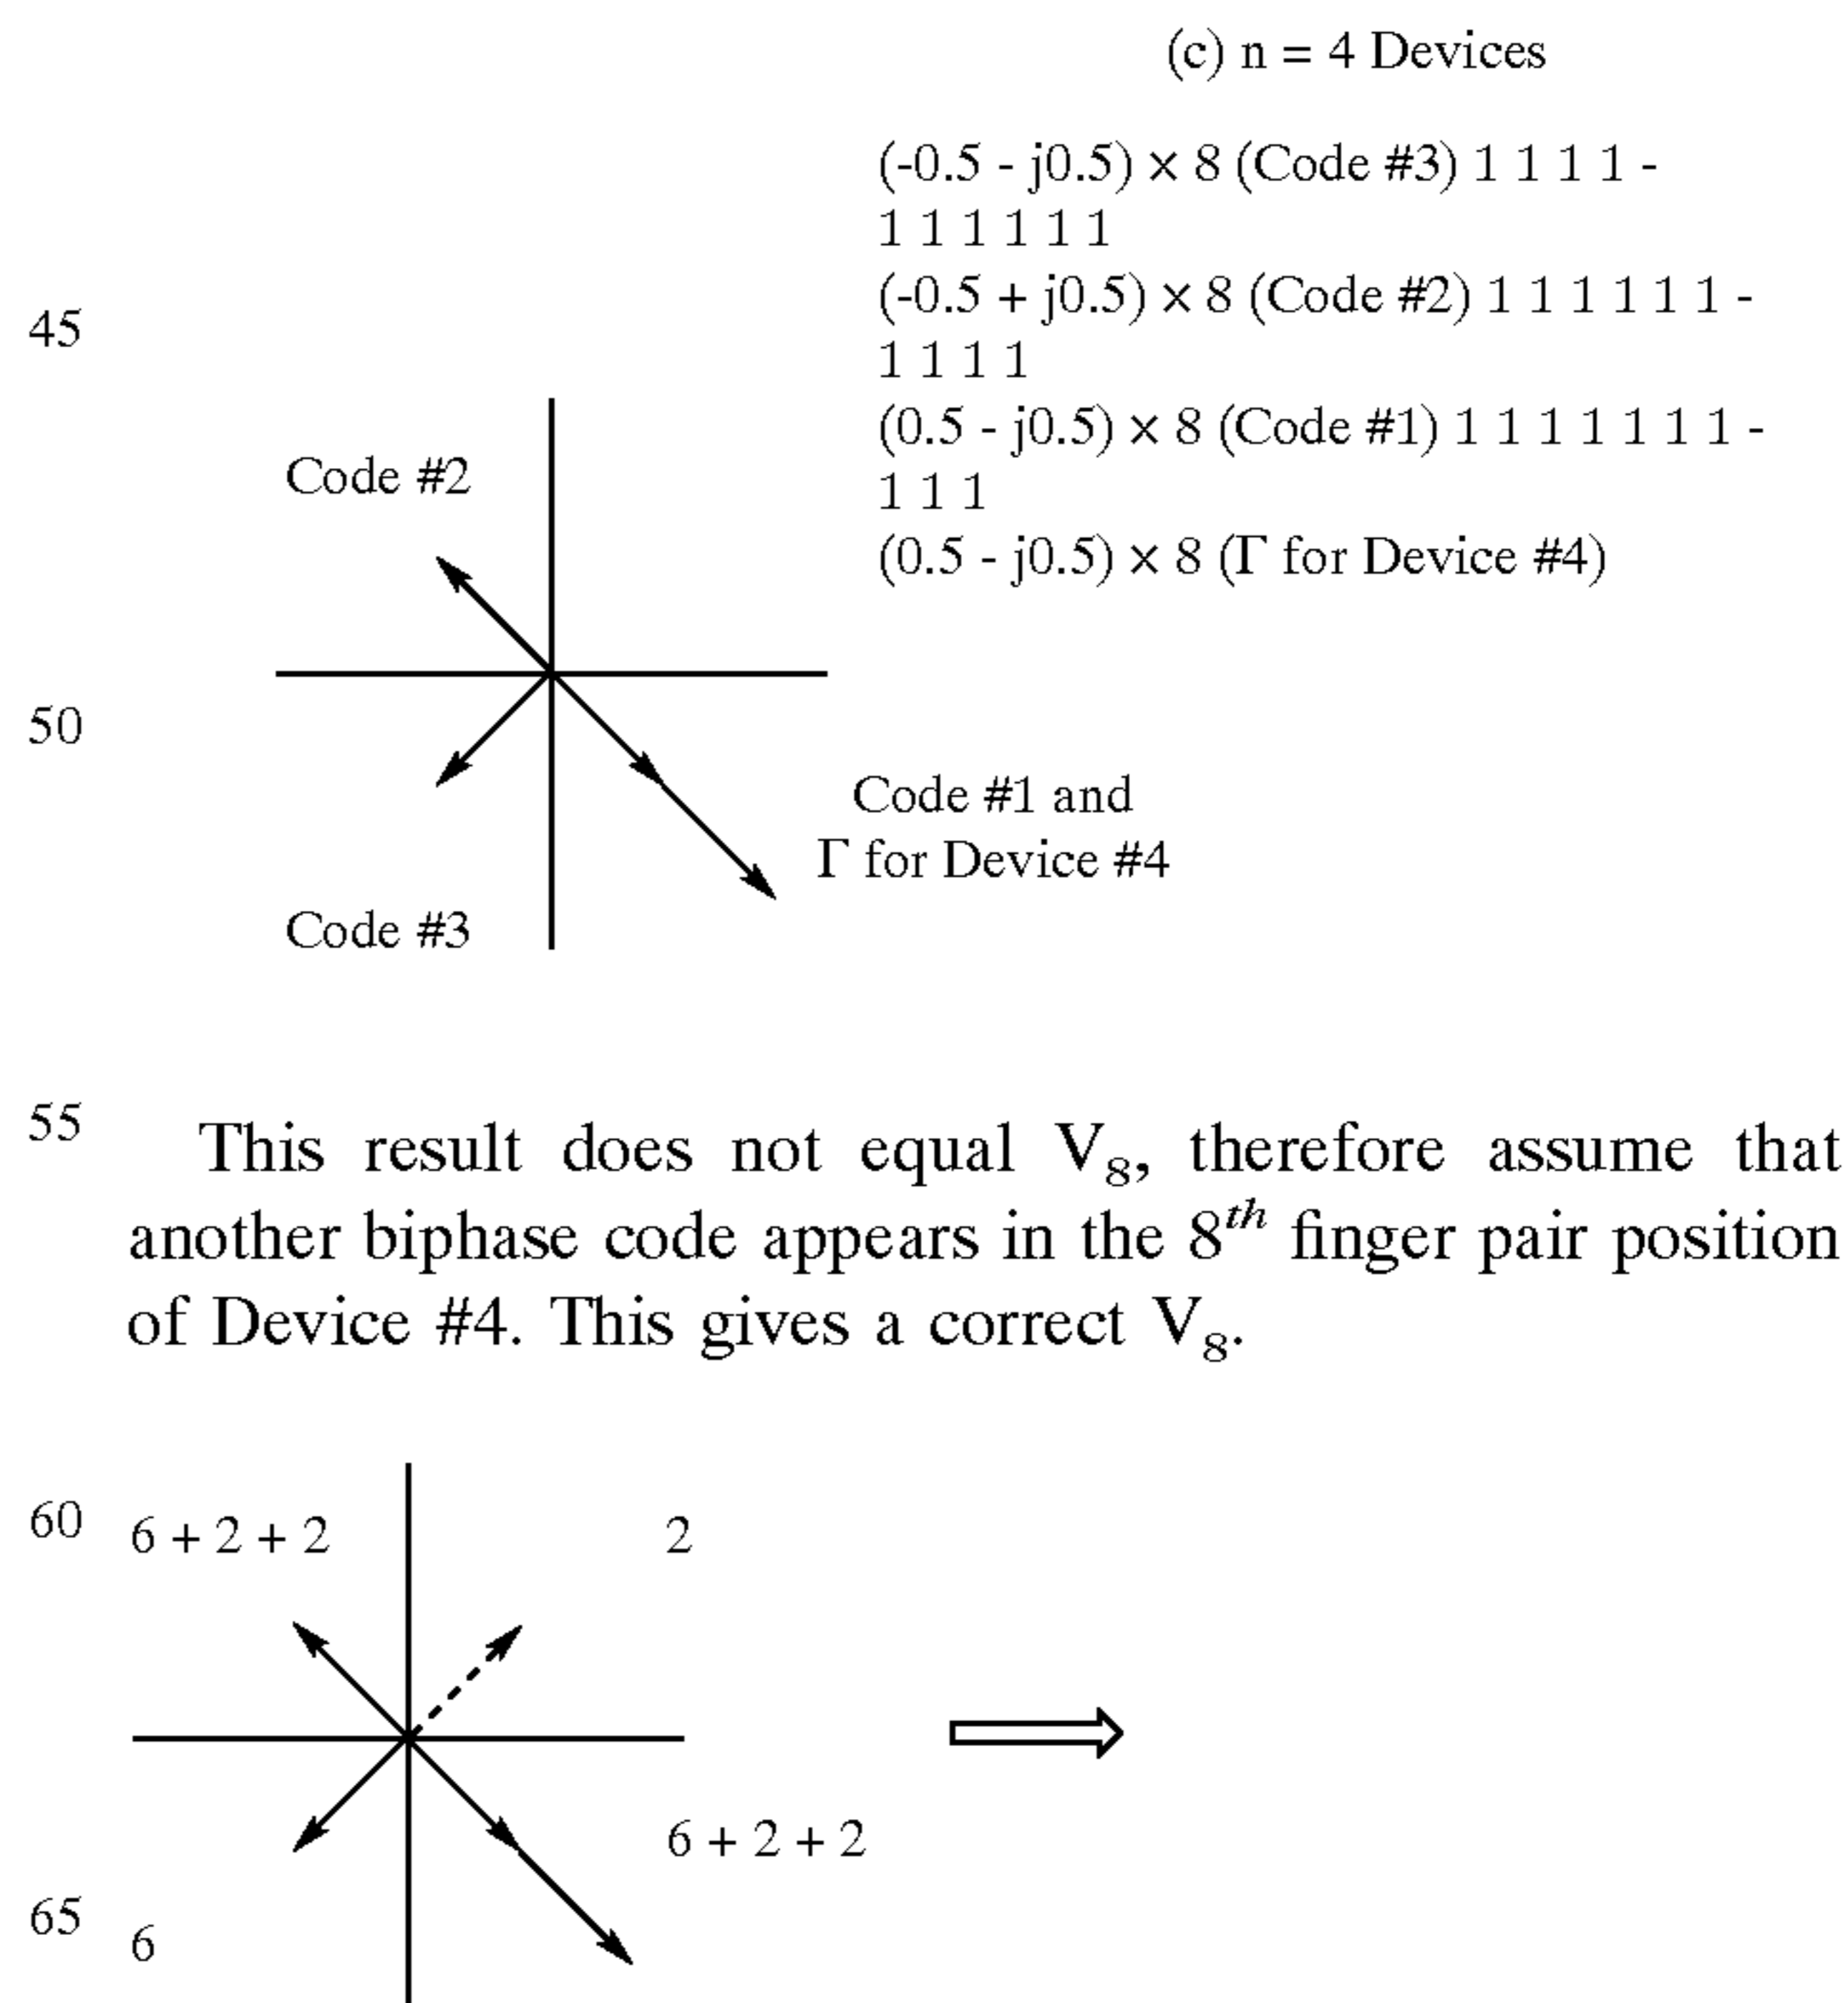 (c) n = 4 Devices
(-0.5 - j0.5) × 8 (Code #3) 1 1 1 1 -
1 1 1 1 1 1
(-0.5 + j0.5) × 8 (Code #2) 1 1 1 1 1 1 -
45
1 1 1 1
(0.5 - j0.5) × 8 (Code #1) 1 1 1 1 1 1 1 -
Code #2
1 1 1
(0.5 - j0.5) × 8 (Γ for Device #4)
50
Code #1 and
Γ for Device #4
Code #3
55
This result does not equal V₈, therefore assume that
another biphase code appears in the 8ᵗʰ finger pair position
of Device #4. This gives a correct V₈.
60
6 + 2 + 2
2
6 + 2 + 2
65
6